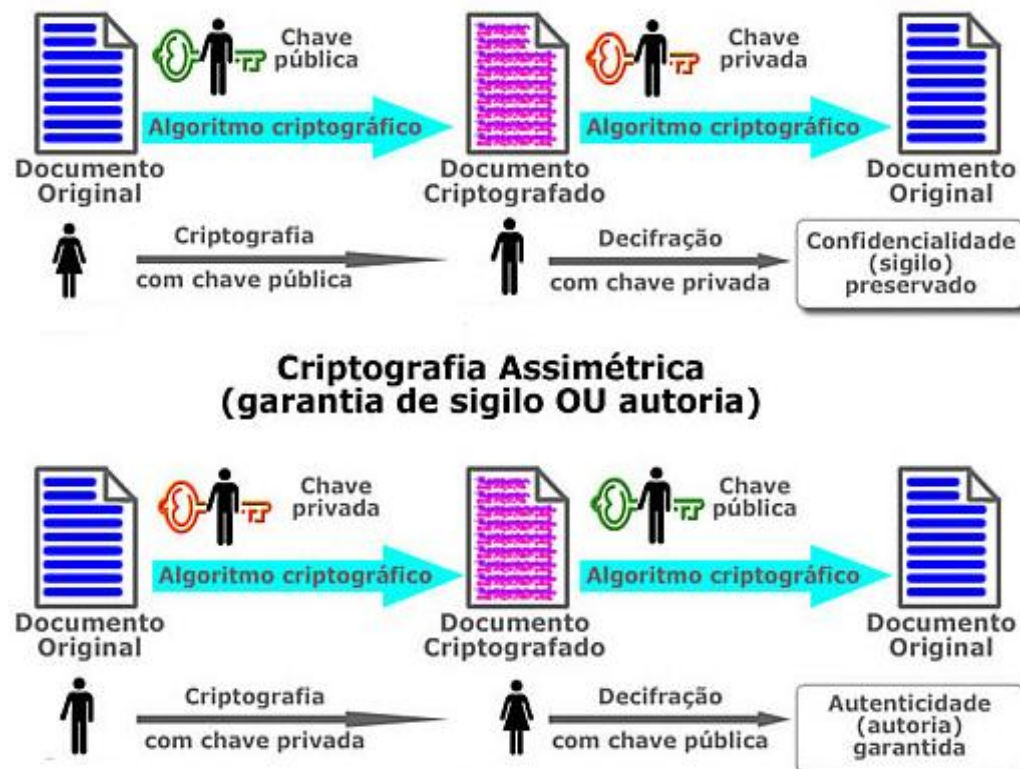 Chave
pública
Chave
privada
Algoritmo criptográfico
Algoritmo criptográfico
Documento
Original
Documento
Criptografado
Documento
Original
Criptografia
com chave pública
Decifração
com chave privada
Confidencialidade
(sigilo)
preservado
Criptografia Assimétrica
(garantia de sigilo OU autoria)
Chave
privada
Chave
pública
Algoritmo criptográfico
Algoritmo criptográfico
Documento
Original
Documento
Criptografado
Documento
Original
Criptografia
com chave privada
Decifração
com chave pública
Autenticidade
(autoria)
garantida